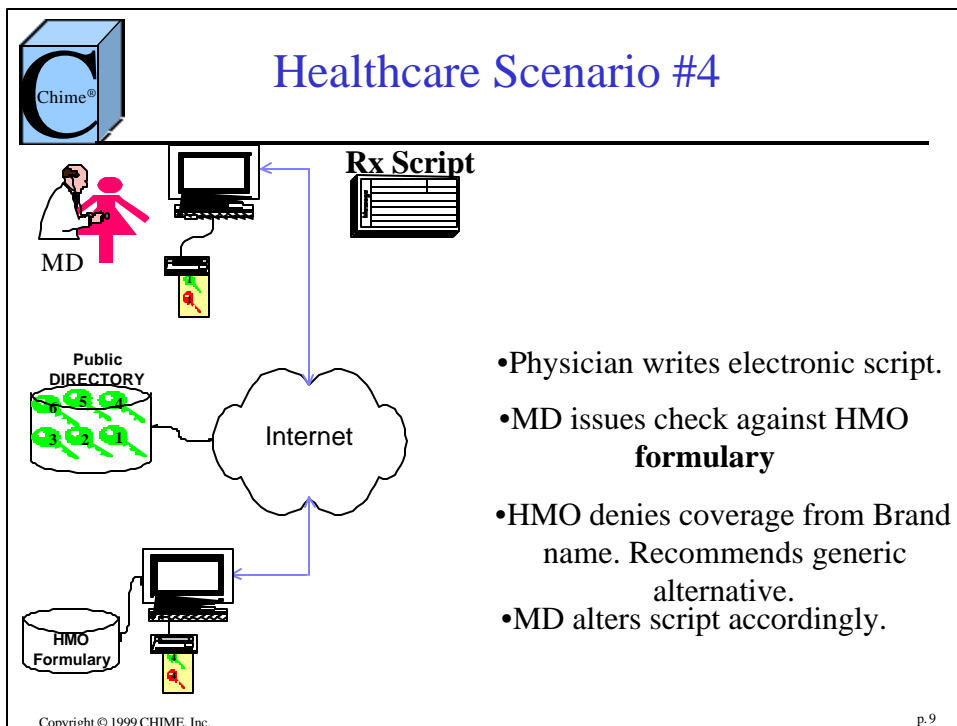 Healthcare Scenario #4
C
Chime®
Rx Script
MD
Public
DIRECTORY
6 5 4
3 2 1
Internet
HMO
Formulary
•Physician writes electronic script.
•MD issues check against HMO
formulary
•HMO denies coverage from Brand
name. Recommends generic
alternative.
•MD alters script accordingly.
Copyright © 1999 CHIME, Inc.
p. 9